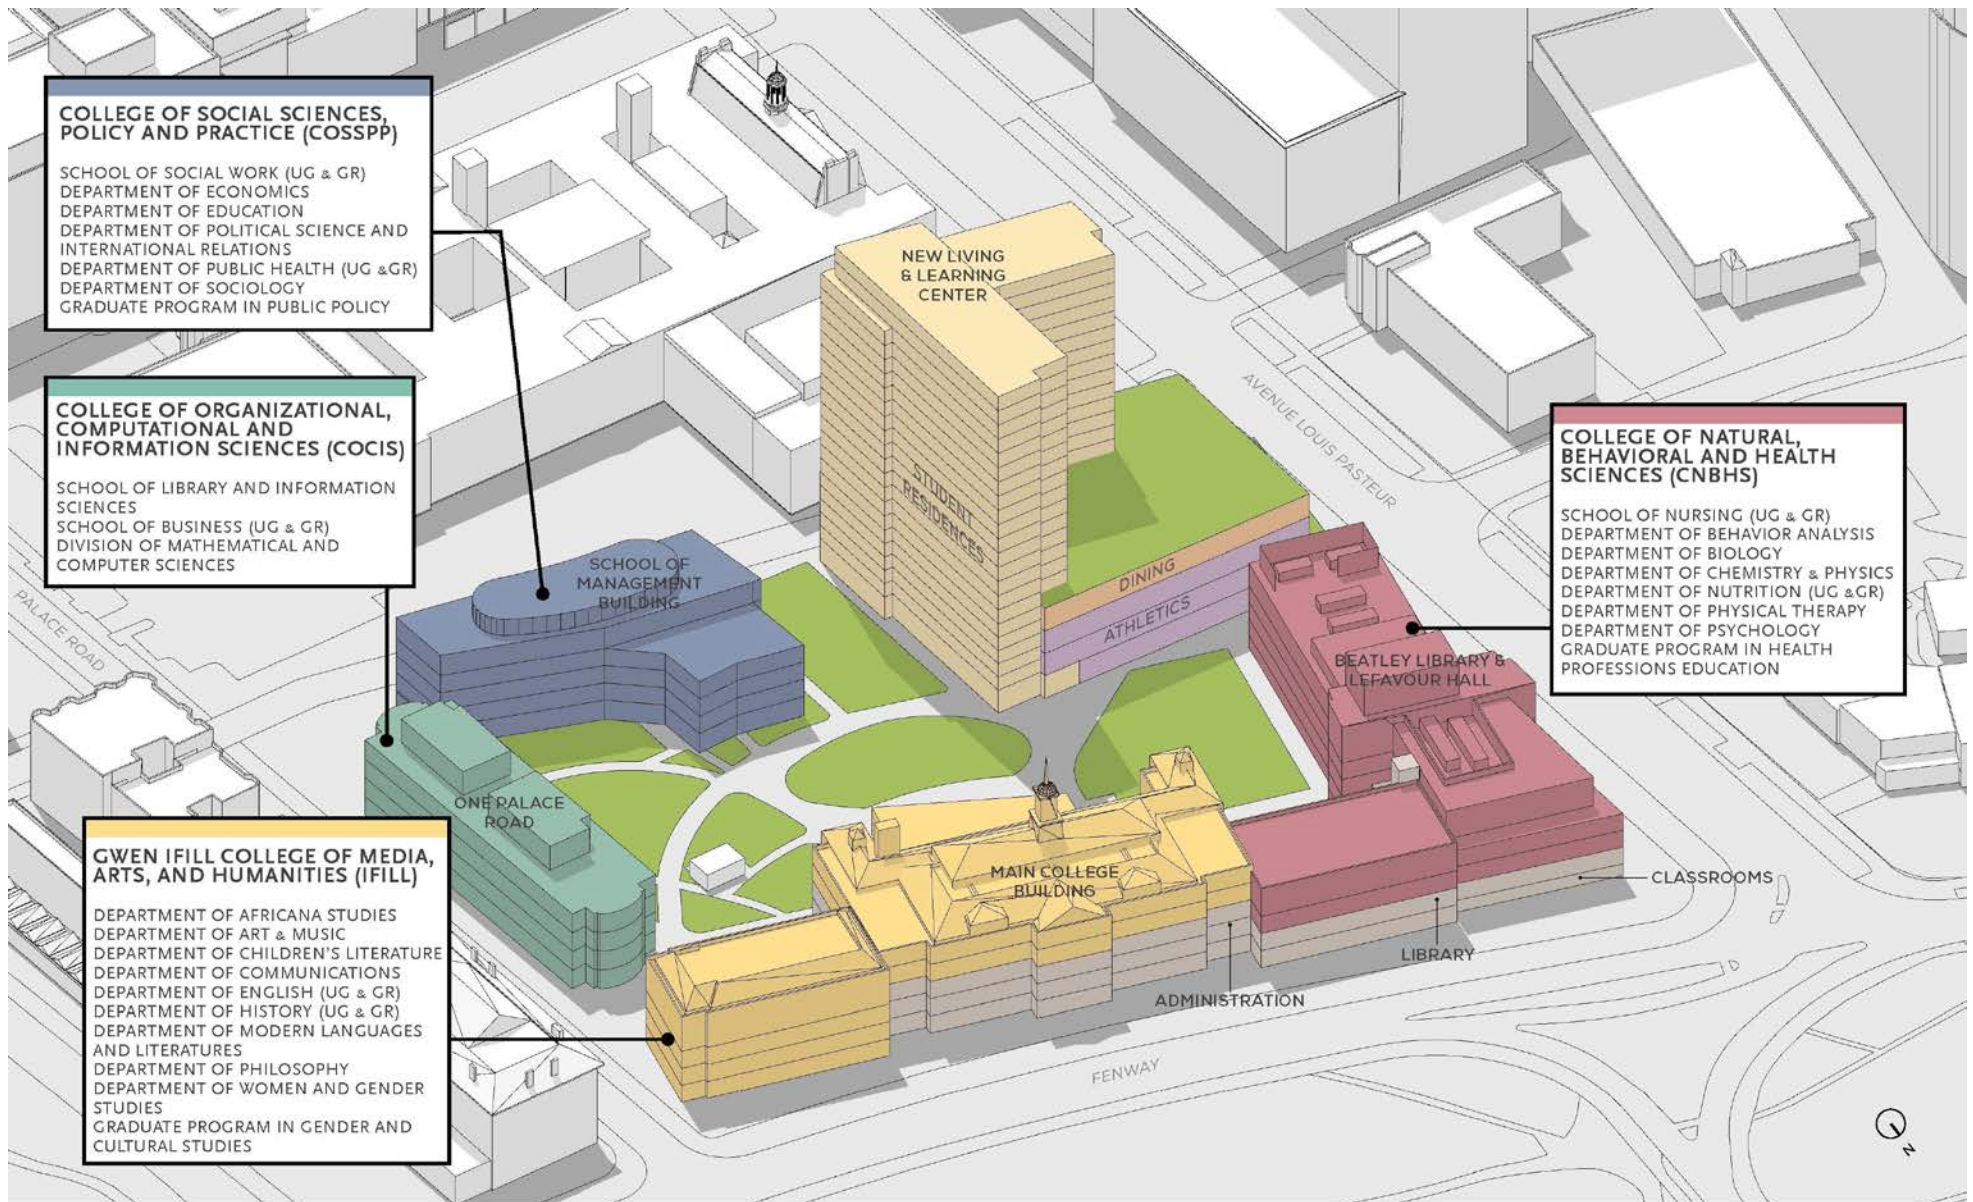 COLLEGE OF SOCIAL SCIENCES,
POLICY AND PRACTICE (COSSPP)
SCHOOL OF SOCIAL WORK (UG & GR)
DEPARTMENT OF ECONOMICS
DEPARTMENT OF EDUCATION
DEPARTMENT OF POLITICAL SCIENCE AND
INTERNATIONAL RELATIONS
DEPARTMENT OF PUBLIC HEALTH (UG &GR)
DEPARTMENT OF SOCIOLOGY
GRADUATE PROGRAM IN PUBLIC POLICY
COLLEGE OF ORGANIZATIONAL,
COMPUTATIONAL AND
INFORMATION SCIENCES (COCIS)
SCHOOL OF LIBRARY AND INFORMATION
SCIENCES
SCHOOL OF BUSINESS (UG & GR)
DIVISION OF MATHEMATICAL AND
COMPUTER SCIENCES
GWEN IFILL COLLEGE OF MEDIA,
ARTS, AND HUMANITIES (IFILL)
DEPARTMENT OF AFRICANA STUDIES
DEPARTMENT OF ART & MUSIC
DEPARTMENT OF CHILDREN'S LITERATURE
DEPARTMENT OF COMMUNICATIONS
DEPARTMENT OF ENGLISH (UG & GR)
DEPARTMENT OF HISTORY (UG & GR)
DEPARTMENT OF MODERN LANGUAGES
AND LITERATURES
DEPARTMENT OF PHILOSOPHY
DEPARTMENT OF WOMEN AND GENDER
STUDIES
GRADUATE PROGRAM IN GENDER AND
CULTURAL STUDIES
COLLEGE OF NATURAL,
BEHAVIORAL AND HEALTH
SCIENCES (CNBHS)
SCHOOL OF NURSING (UG & GR)
DEPARTMENT OF BEHAVIOR ANALYSIS
DEPARTMENT OF BIOLOGY
DEPARTMENT OF CHEMISTRY & PHYSICS
DEPARTMENT OF NUTRITION (UG &GR)
DEPARTMENT OF PHYSICAL THERAPY
DEPARTMENT OF PSYCHOLOGY
GRADUATE PROGRAM IN HEALTH
PROFESSIONS EDUCATION
NEW LIVING
& LEARNING
CENTER
STUDENT
RESIDENCES
DINING
ATHLETICS
SCHOOL OF
MANAGEMENT
BUILDING
ONE PALACE
ROAD
BEATLEY LIBRARY &
LEFAVOUR HALL
MAIN COLLEGE
BUILDING
CLASSROOMS
LIBRARY
ADMINISTRATION
AVENUE LOUIS PASTEUR
PALACE ROAD
FENWAY
N